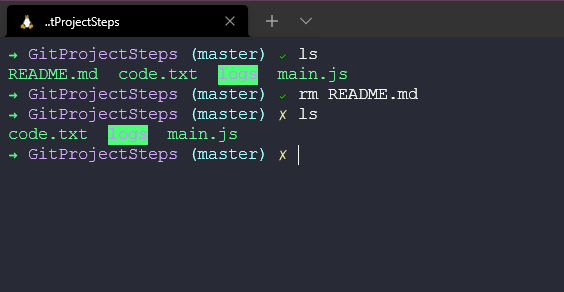 ..tProjectSteps
→ GitProjectSteps (master) ✓ ls
README.md code.txt logs main.js
→ GitProjectSteps (master) ✓ rm README.md
→ GitProjectSteps (master) ✗ ls
code.txt logs main.js
→ GitProjectSteps (master) ✗